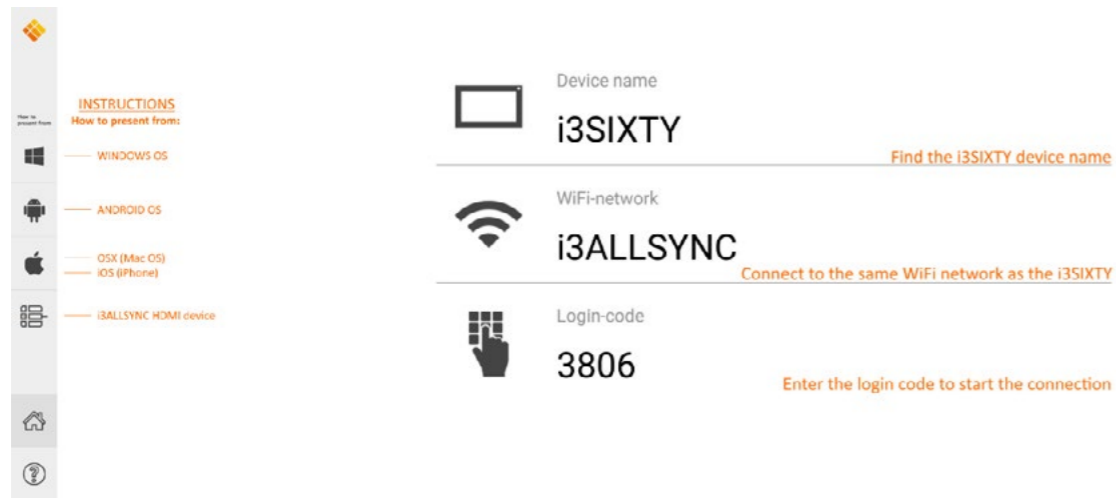 INSTRUCTIONS
How to
present from
How to present from:
WINDOWS OS
ANDROID OS
OSX (Mac OS)
iOS (iPhone)
i3ALLSYNC HDMI device
Device name
i3SIXTY
Find the i3SIXTY device name
WiFi-network
i3ALLSYNC
Connect to the same WiFi network as the i3SIXTY
Login-code
3806
Enter the login code to start the connection